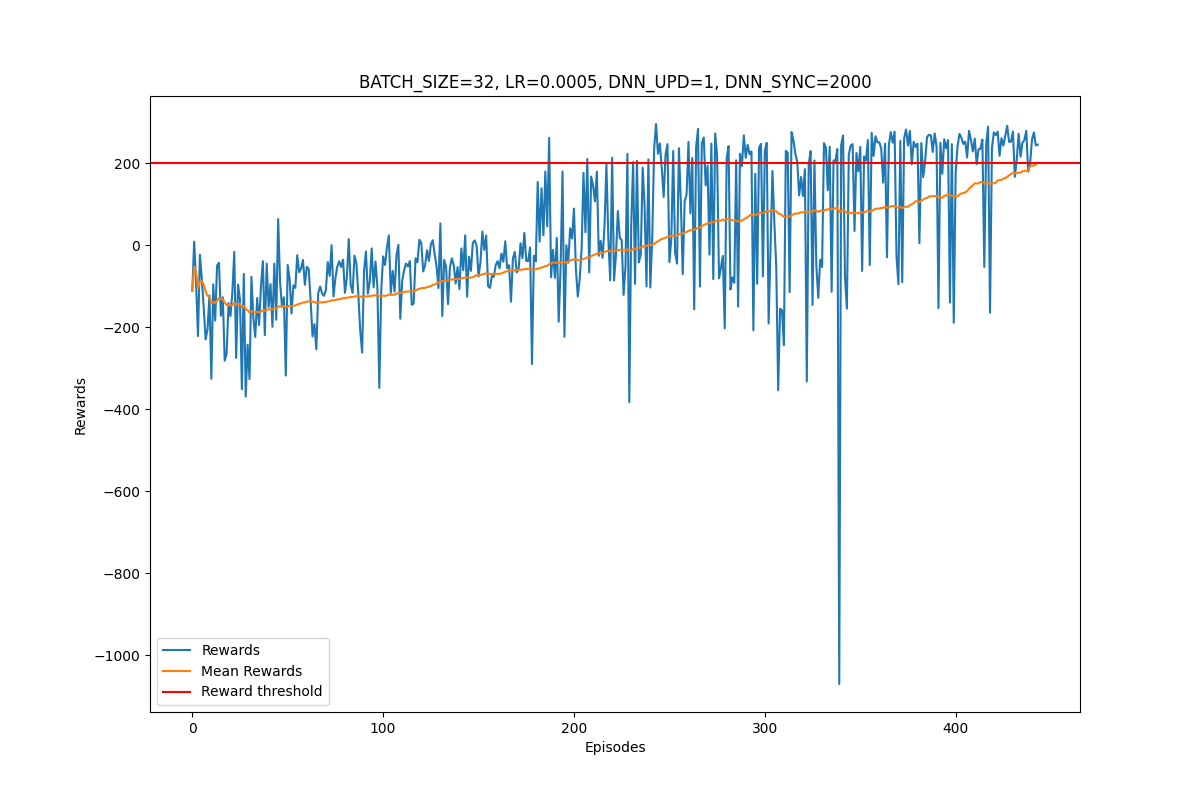 BATCH_SIZE=32, LR=0.0005, DNN_UPD=1, DNN_SYNC=2000
200
0
−200
−400
−600
−800
−1000
Rewards
Rewards
Mean Rewards
Reward threshold
0
100
200
300
400
Episodes